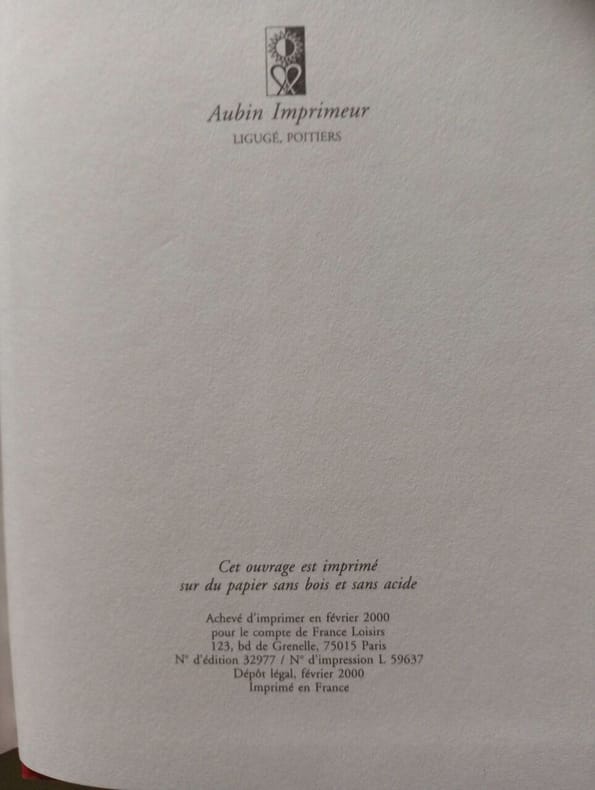 Aubin Imprimeur
LIGUGÉ, POITIERS
Cet ouvrage est imprimé
sur du papier sans bois et sans acide
Achevé d'imprimer en février 2000
pour le compte de France Loisirs
123, bd de Grenelle, 75015 Paris
N° d'édition 32977 / N° d'impression L 59637
Dépôt légal, février 2000
Imprimé en France